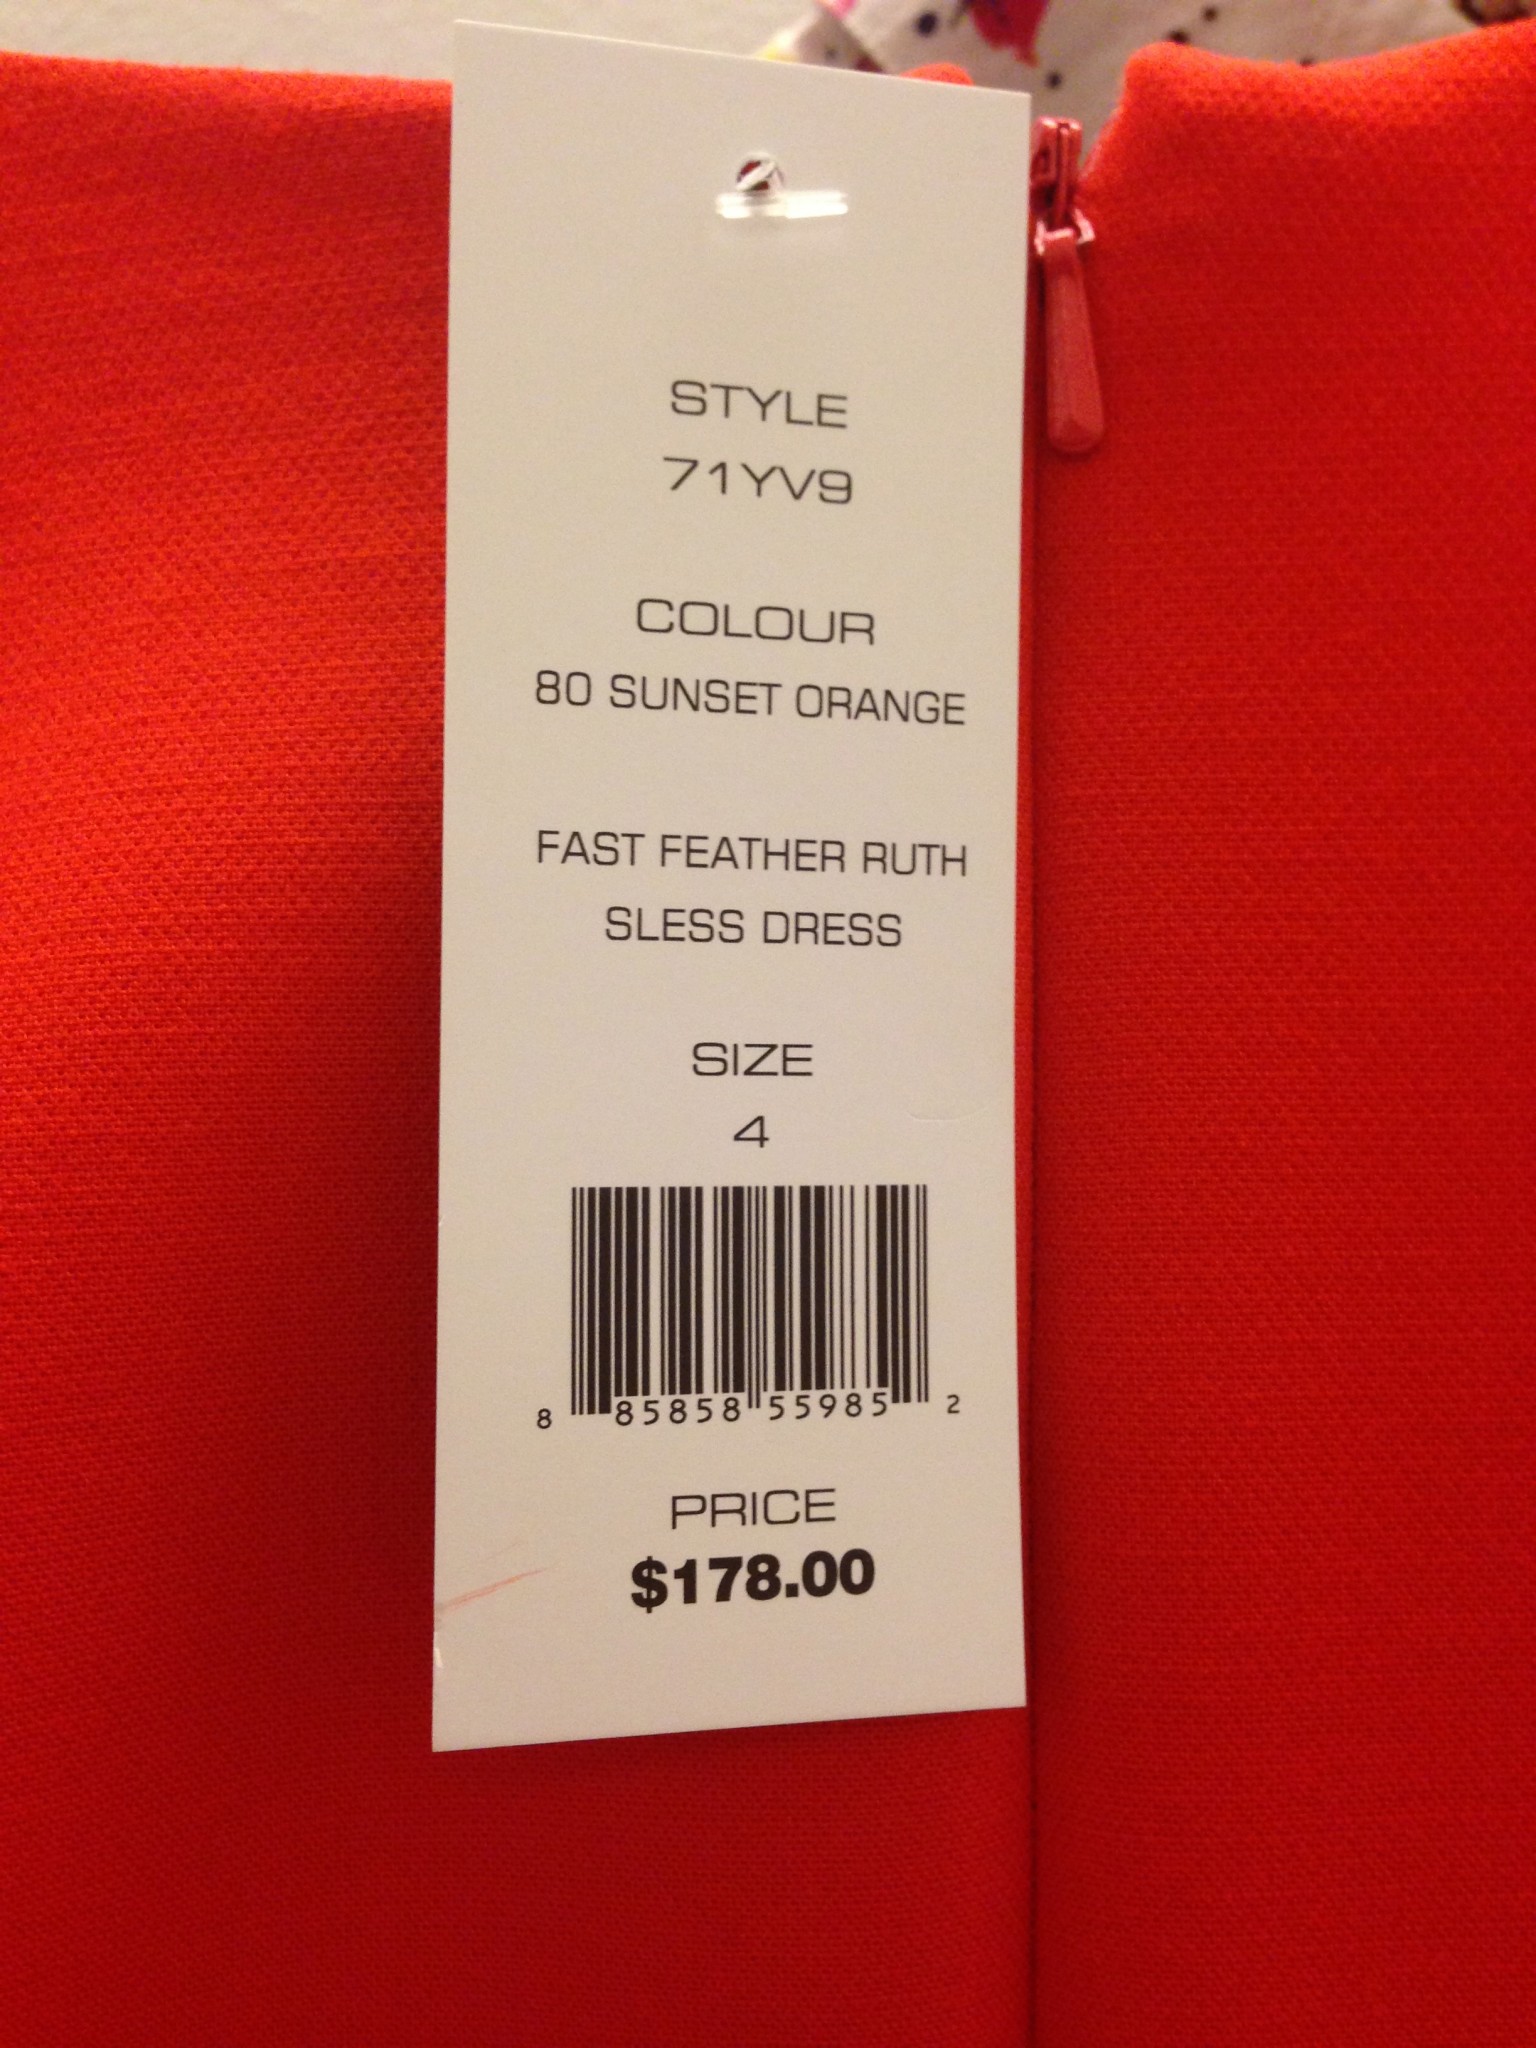 STYLE
71YV9
COLOUR
80 SUNSET ORANGE
FAST FEATHER RUTH
SLESS DRESS
SIZE
4
8 85858 55985 2
PRICE
$178.00